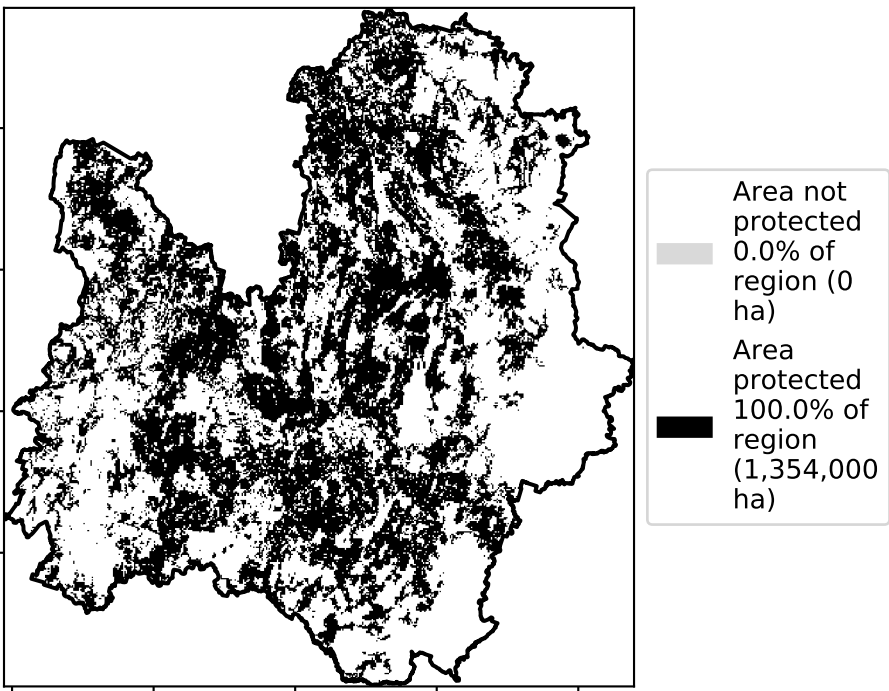 Area not
protected
0.0% of
region (0
ha)
Area
protected
100.0% of
region
(1,354,000
ha)